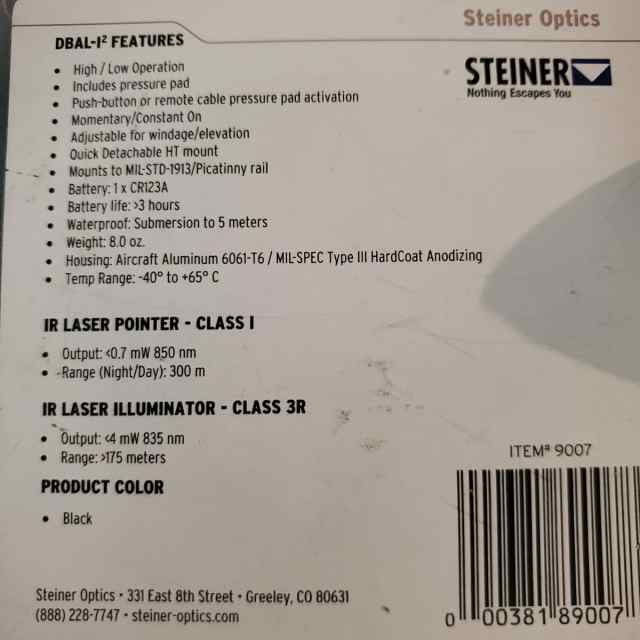 Steiner Optics
DBAL-I² FEATURES
STEINER
Nothing Escapes You
• High / Low Operation
• Includes pressure pad
• Push-button or remote cable pressure pad activation
• Momentary/Constant On
• Adjustable for windage/elevation
• Quick Detachable HT mount
• Mounts to MIL-STD-1913/Picatinny rail
• Battery: 1 x CR123A
• Battery life: >3 hours
• Waterproof: Submersion to 5 meters
• Weight: 8.0 oz.
• Housing: Aircraft Aluminum 6061-T6 / MIL-SPEC Type III HardCoat Anodizing
• Temp Range: -40° to +65° C
IR LASER POINTER - CLASS I
• Output: <0.7 mW 850 nm
• Range (Night/Day): 300 m
IR LASER ILLUMINATOR - CLASS 3R
• Output: <4 mW 835 nm
• Range: >175 meters
PRODUCT COLOR
• Black
ITEM# 9007
Steiner Optics • 331 East 8th Street • Greeley, CO 80631
(888) 228-7747 • steiner-optics.com
0 00381 89007